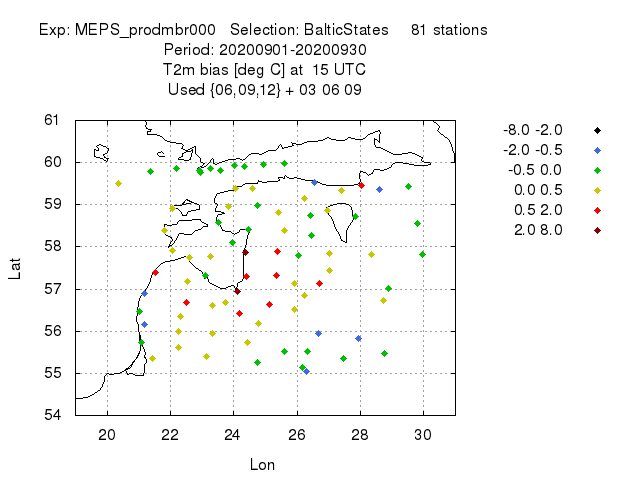 Exp: MEPS_prodmbr000 Selection: BalticStates 81 stations
Period: 20200901-20200930
T2m bias [deg C] at 15 UTC
Used {06,09,12} + 03 06 09
61
60
59
58
57
56
55
54
Lat
20 22 24 26 28 30
Lon
-8.0 -2.0
-2.0 -0.5
-0.5 0.0
0.0 0.5
0.5 2.0
2.0 8.0